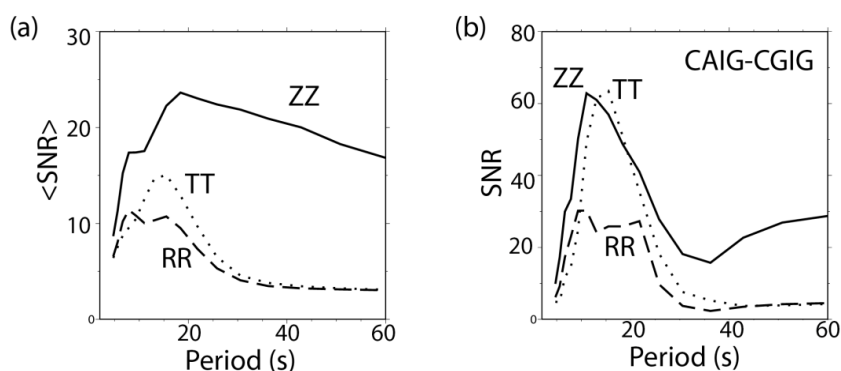 (a)
30
20
10
0
<SNR>
ZZ
TT
RR
20
40
60
Period (s)
(b)
80
60
40
20
0
SNR
CAIG-CGIG
ZZ
TT
RR
20
40
60
Period (s)